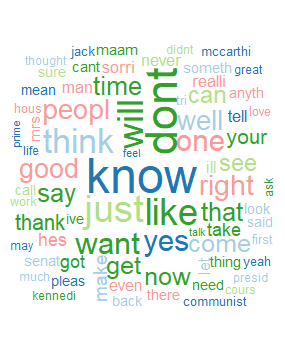 didnt
thought jack maam never mccarthi
sure cant sorri someth great
mean man time realli anyth
hous peopl will dont can tri love
prime mrs think one well tell your
life good feel ill see
call know right ask
work say just like that look
thank ive want yes talk take said
may hes come first
senat got get now let thing yeah
much make need presid
pleas even there cours
kennedi back communist